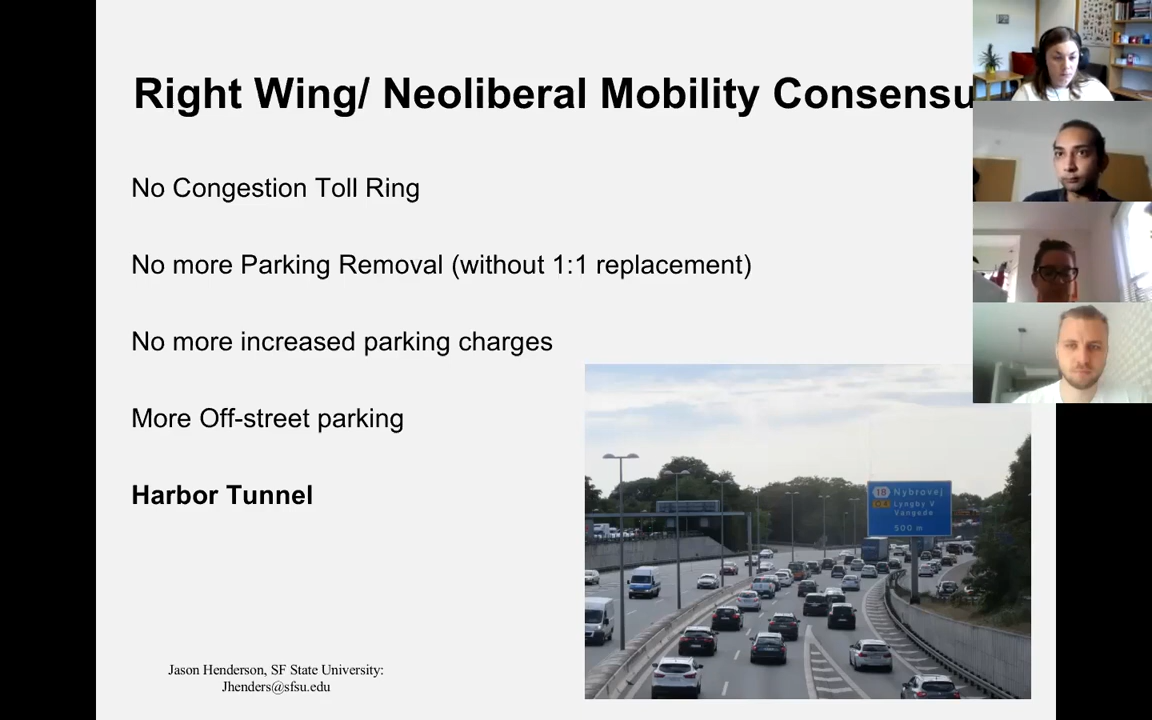 Right Wing/ Neoliberal Mobility Consensu
No Congestion Toll Ring
No more Parking Removal (without 1:1 replacement)
No more increased parking charges
More Off-street parking
Harbor Tunnel
18 Nybrovej
Lyngby V
Vangede
500 m
Jason Henderson, SF State University:
Jhenders@sfsu.edu